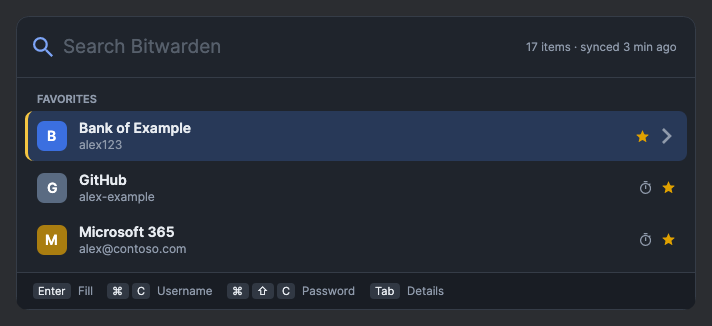 Search Bitwarden
17 items · synced 3 min ago
FAVORITES
B
Bank of Example
alex123
G
GitHub
alex-example
M
Microsoft 365
alex@contoso.com
Enter Fill ⌘ C Username ⌘ ⇧ C Password Tab Details